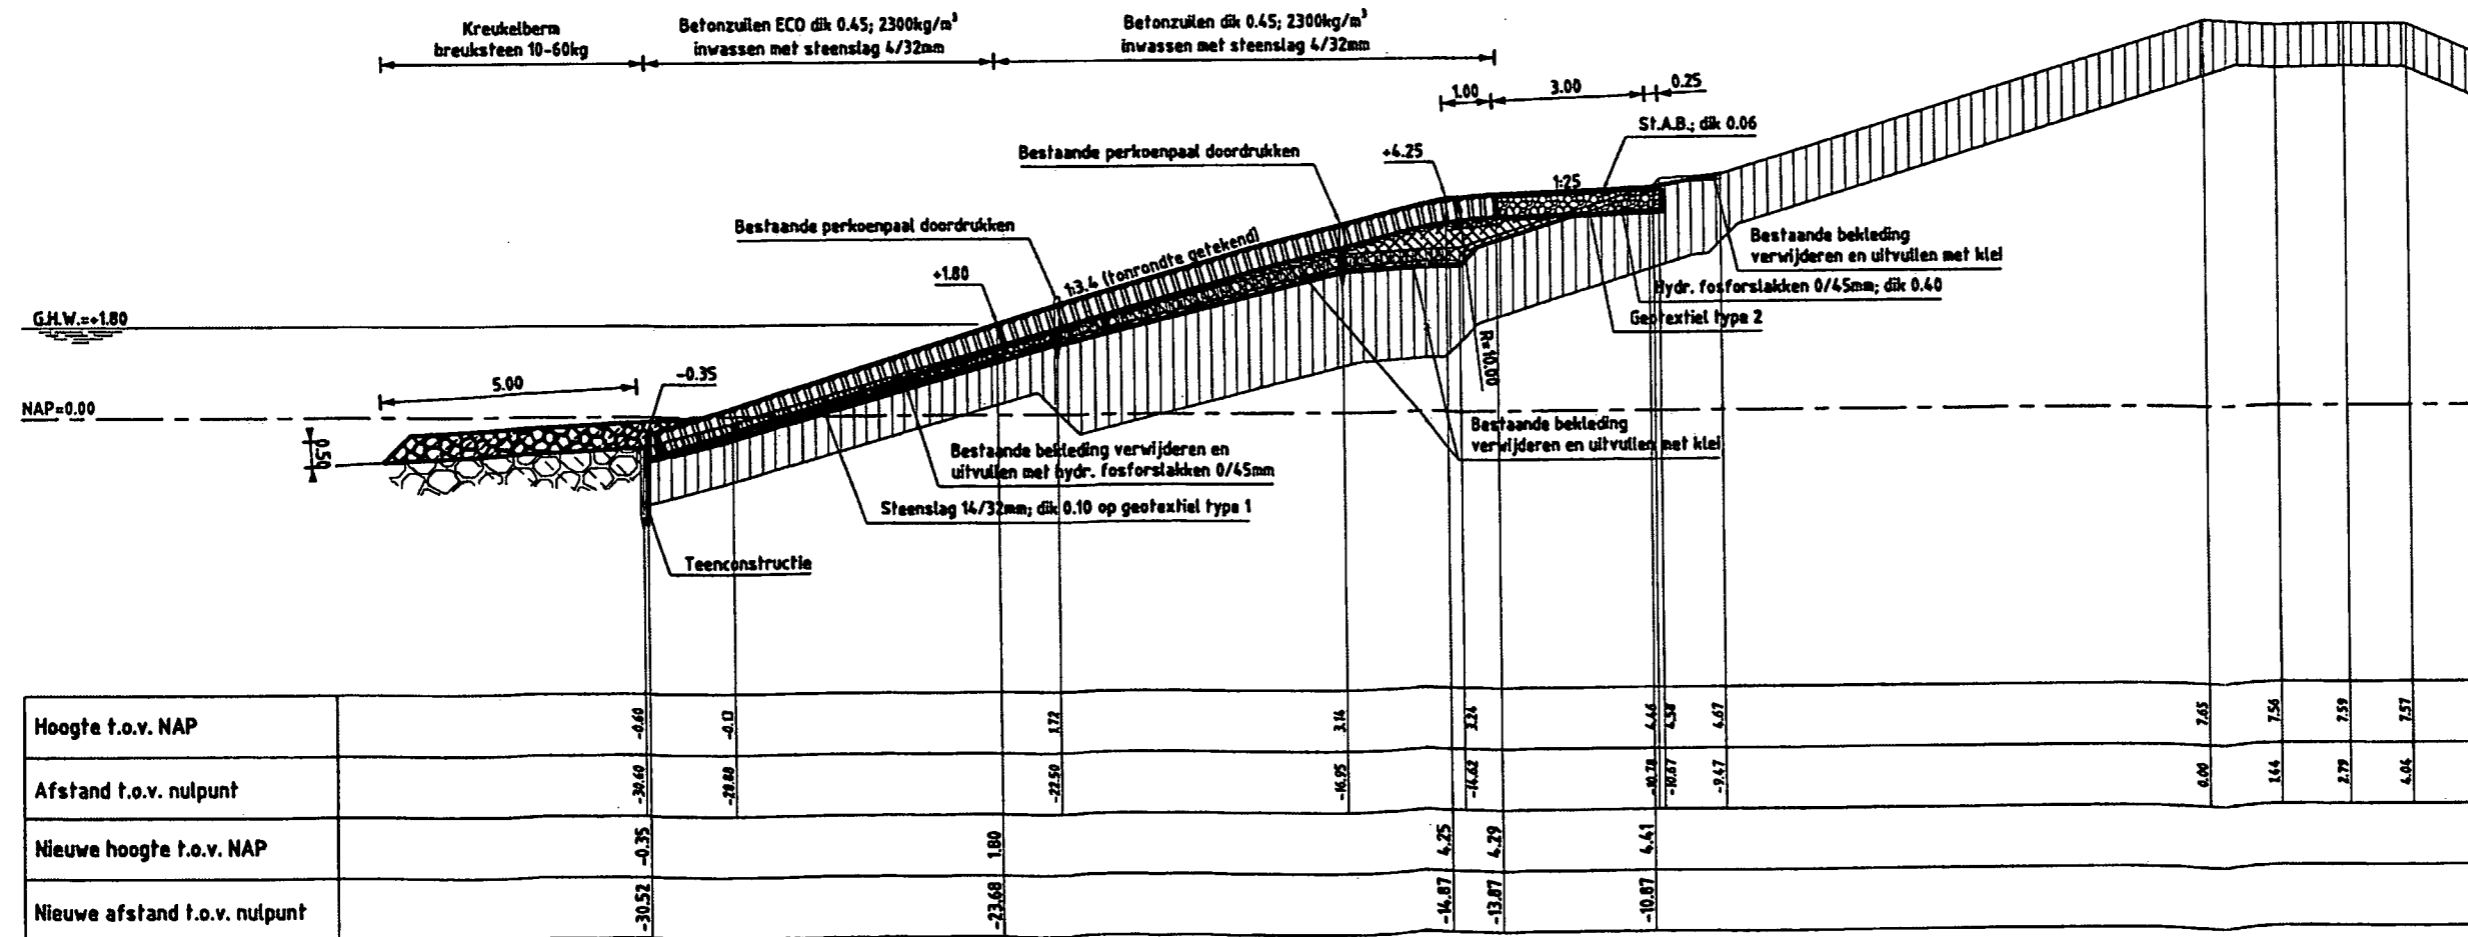 Kreukelberm
breuksteen 10-60kg
Betonzuilen ECO dik 0.45; 2300kg/m³
inwassen met steenslag 4/32mm
Betonzuilen dik 0.45; 2300kg/m³
inwassen met steenslag 4/32mm
1.00
3.00
0.25
St.A.B.; dik 0.06
Bestaande perkoenpaal doordrukken
+4.25
1:25
Bestaande perkoenpaal doordrukken
1:3.4 (tonrondte getekend)
Bestaande bekleding
verwijderen en uitvullen met klei
+1.80
Hydr. fosforslakken 0/45mm; dik 0.40
G.H.W.=+1.80
Geotextiel type 2
R=10.00
5.00
-0.35
NAP=0.00
0.50
Bestaande bekleding
verwijderen en uitvullen met klei
Bestaande bekleding verwijderen en
uitvullen met hydr. fosforslakken 0/45mm
Steenslag 14/32mm; dik 0.10 op geotextiel type 1
Teenconstructie
Hoogte t.o.v. NAP -0.60 -0.13 1.72 3.14 3.24 4.46 4.58 4.67 7.65 7.56 7.59 7.57
Afstand t.o.v. nulpunt -30.60 -28.88 -22.50 -16.95 -14.62 -10.78 -10.67 -9.47 0.00 1.44 2.79 4.04
Nieuwe hoogte t.o.v. NAP -0.35 1.80 4.25 4.29 4.41
Nieuwe afstand t.o.v. nulpunt -30.52 -23.68 -14.87 -13.87 -10.87